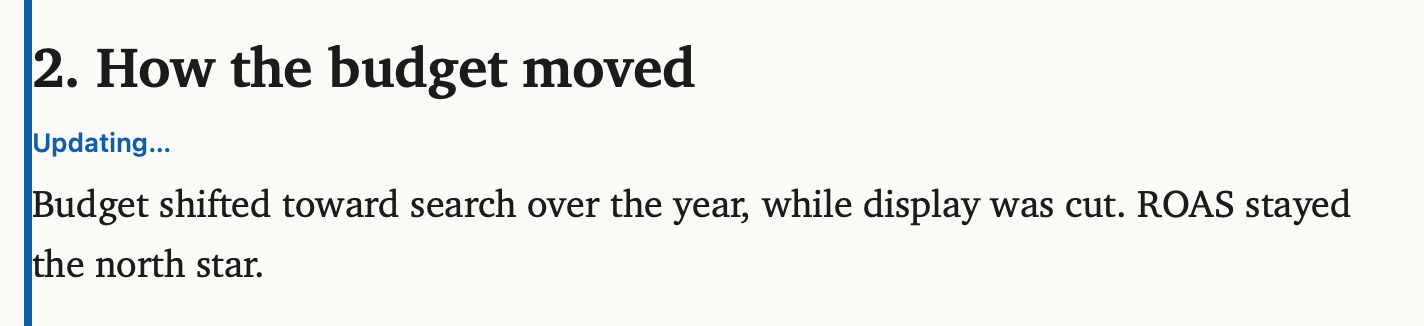 2. How the budget moved
Updating...
Budget shifted toward search over the year, while display was cut. ROAS stayed
the north star.